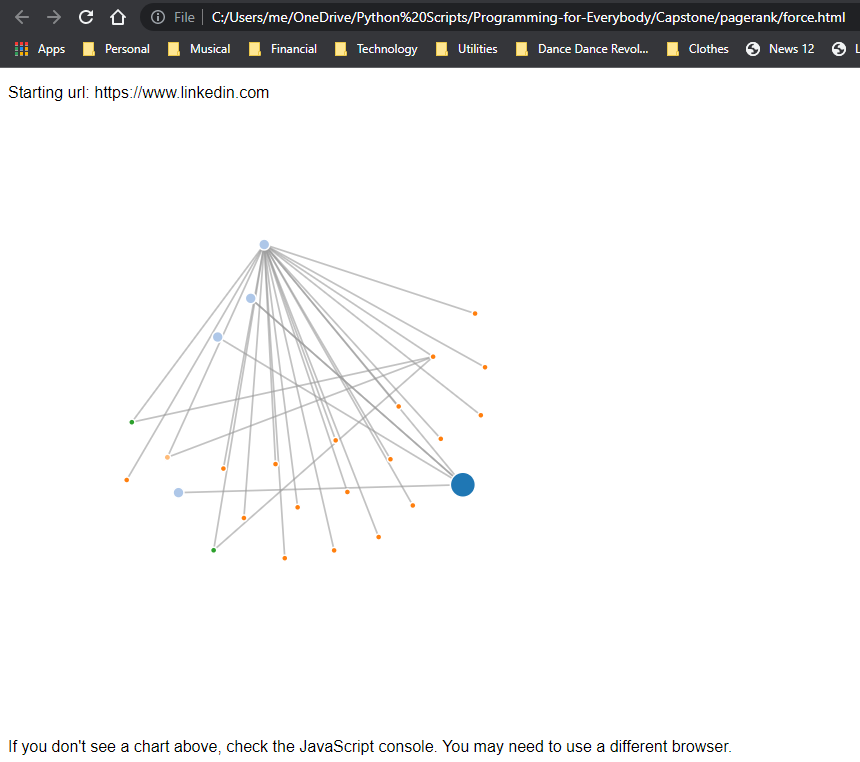 File | C:/Users/me/OneDrive/Python%20Scripts/Programming-for-Everybody/Capstone/pagerank/force.html
Apps Personal Musical Financial Technology Utilities Dance Dance Revol... Clothes News 12 L
Starting url: https://www.linkedin.com
If you don't see a chart above, check the JavaScript console. You may need to use a different browser.